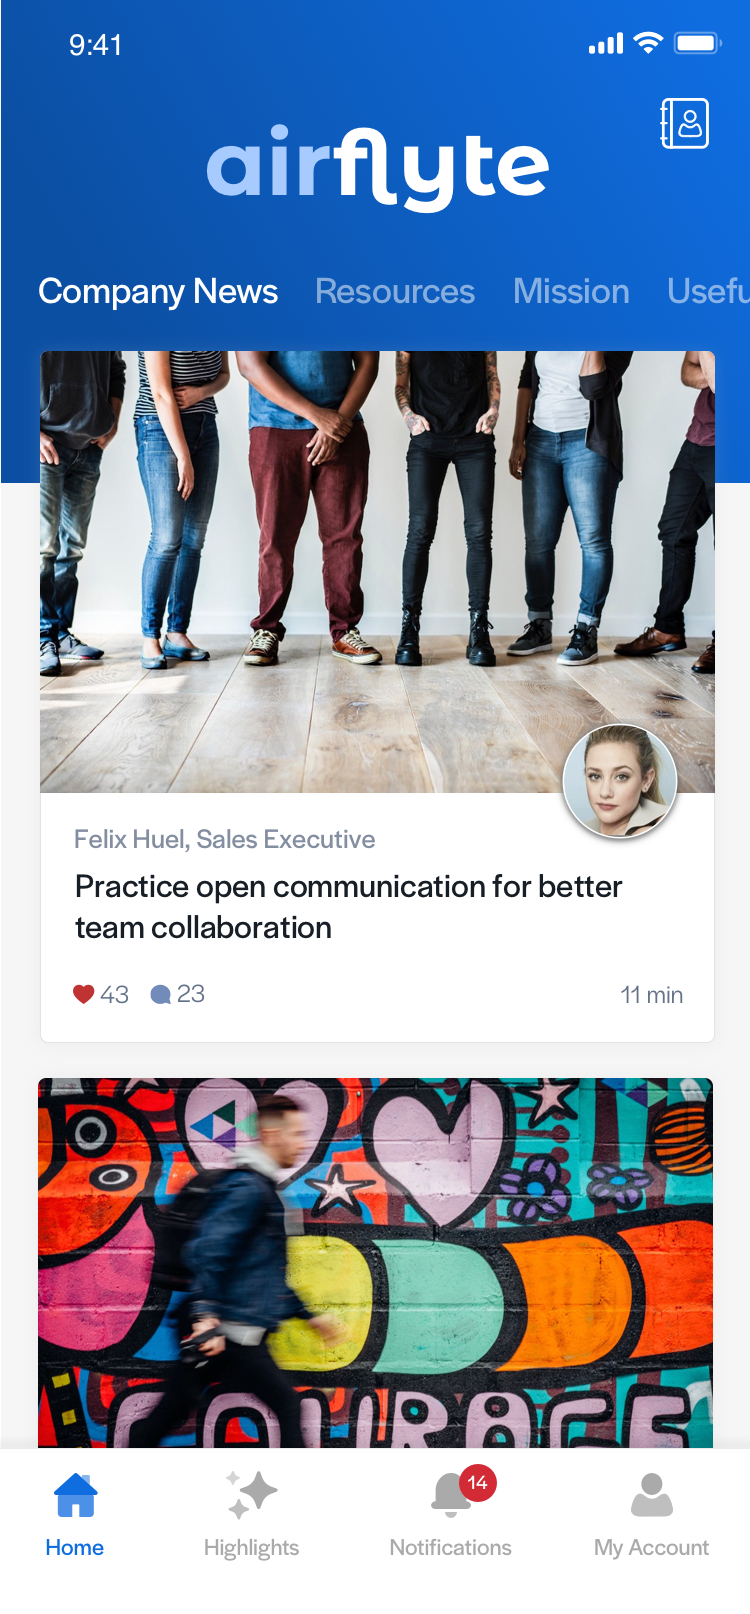 9:41
airflyte
Company News Resources Mission Usefu
Felix Huel, Sales Executive
Practice open communication for better
team collaboration
43 23 11 min
COURAGE
14
Home Highlights Notifications My Account